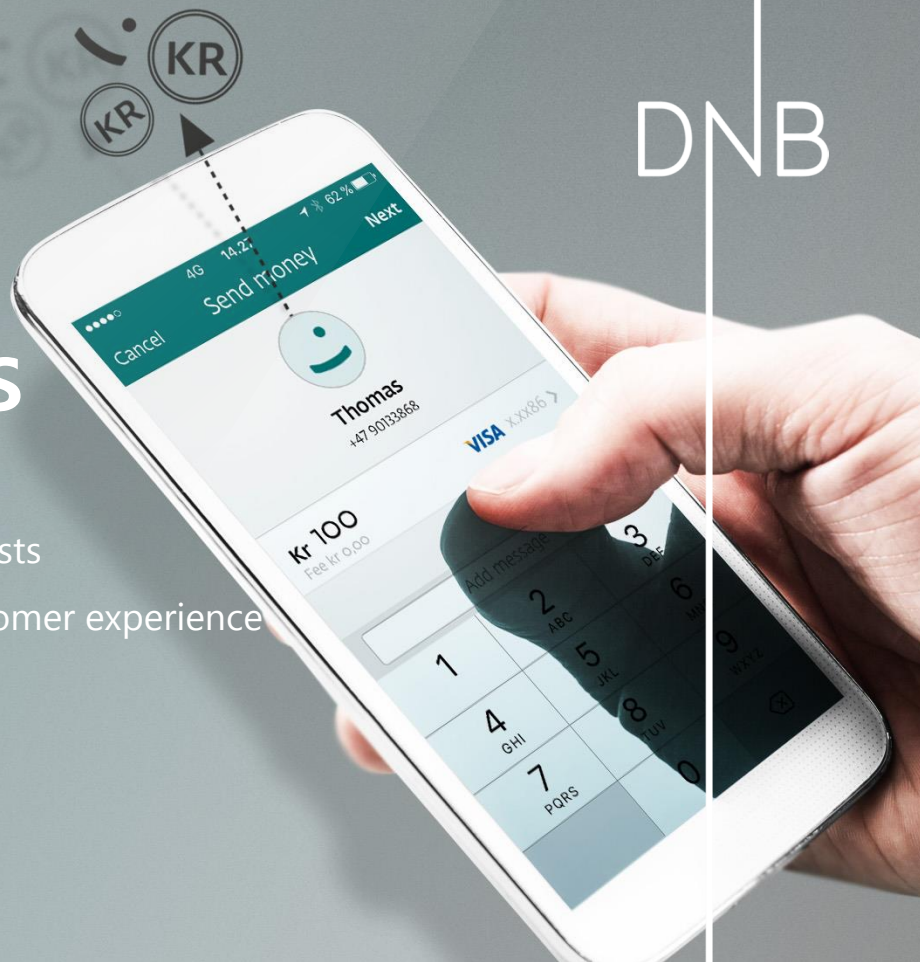 KR
KR
DNB
4G 14.27 62 %
Cancel Send money Next
Thomas
+47 90133868
VISA x.xx86 >
Kr 100
Fee kr 0,00
Add message
sts
omer experience
1
2
ABC
3
DEF
4
GHI
5
JKL
6
7
PQRS
8
TUV
9
WXYZ
0